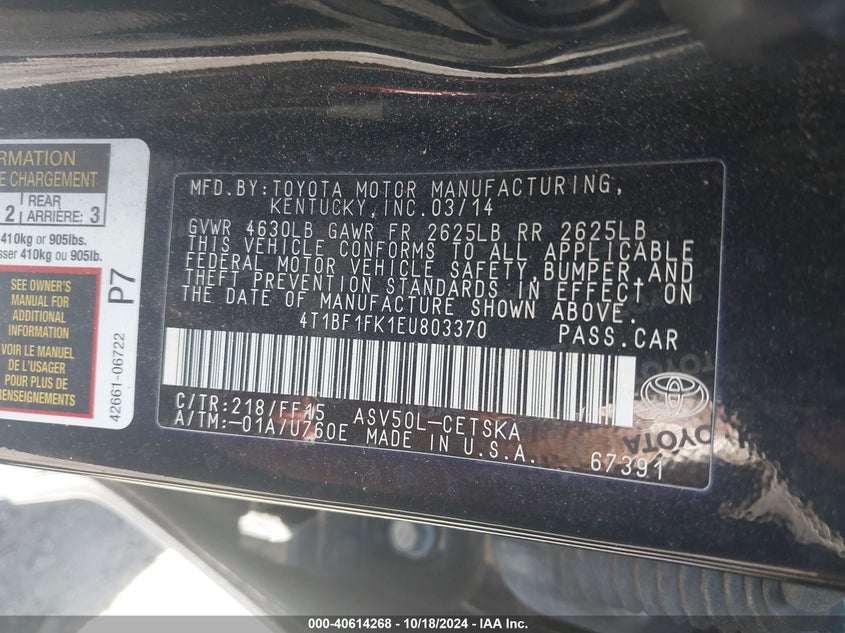 RMATION
E CHARGEMENT
2 REAR ARRIÈRE: 3
410kg or 905lbs.
sser 410kg ou 905lb.
SEE OWNER'S
MANUAL FOR
ADDITIONAL
INFORMATION
VOIR LE MANUEL
DE L'USAGER
POUR PLUS DE
RENSEIGNEMENTS
P7
42661-06722
MFD.BY:TOYOTA MOTOR MANUFACTURING,
KENTUCKY,INC.03/14
GVWR 4630LB GAWR FR 2625LB RR 2625LB
THIS VEHICLE CONFORMS TO ALL APPLICABLE
FEDERAL MOTOR VEHICLE SAFETY,BUMPER,AND
THEFT PREVENTION STANDARDS IN EFFECT ON
THE DATE OF MANUFACTURE SHOWN ABOVE.
4T1BF1FK1EU803370 PASS.CAR
C/TR:218/FF15 ASV50L-CETSKA
A/TM:-01A/U760E MADE IN U.S.A. 67391
TOYOTA
TOYOTA
000-40614268 - 10/18/2024 - IAA Inc.